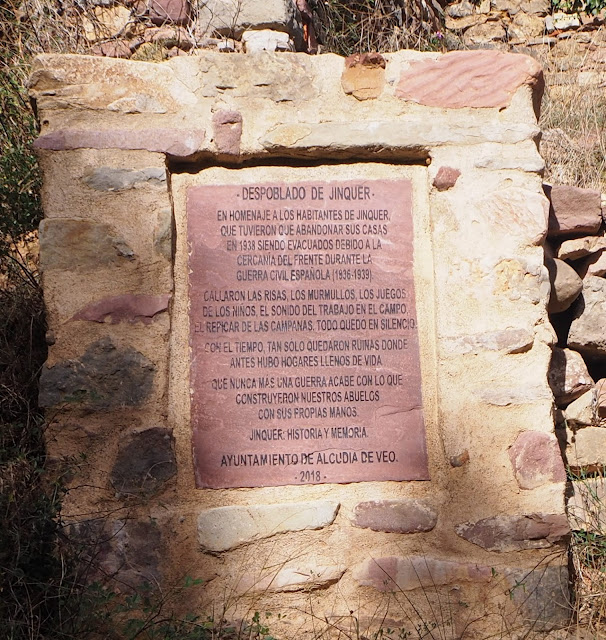 - DESPOBLADO DE JINQUER -
EN HOMENAJE A LOS HABITANTES DE JINQUER,
QUE TUVIERON QUE ABANDONAR SUS CASAS
EN 1938 SIENDO EVACUADOS DEBIDO A LA
CERCANIA DEL FRENTE DURANTE LA
GUERRA CIVIL ESPAÑOLA (1936-1939).
CALLARON LAS RISAS, LOS MURMULLOS, LOS JUEGOS
DE LOS NIÑOS, EL SONIDO DEL TRABAJO EN EL CAMPO,
EL REPICAR DE LAS CAMPANAS, TODO QUEDO EN SILENCIO.
CON EL TIEMPO, TAN SOLO QUEDARON RUINAS DONDE
ANTES HUBO HOGARES LLENOS DE VIDA.
QUE NUNCA MAS UNA GUERRA ACABE CON LO QUE
CONSTRUYERON NUESTROS ABUELOS
CON SUS PROPIAS MANOS.
JINQUER: HISTORIA Y MEMORIA.
AYUNTAMIENTO DE ALCUDIA DE VEO.
- 2018 -